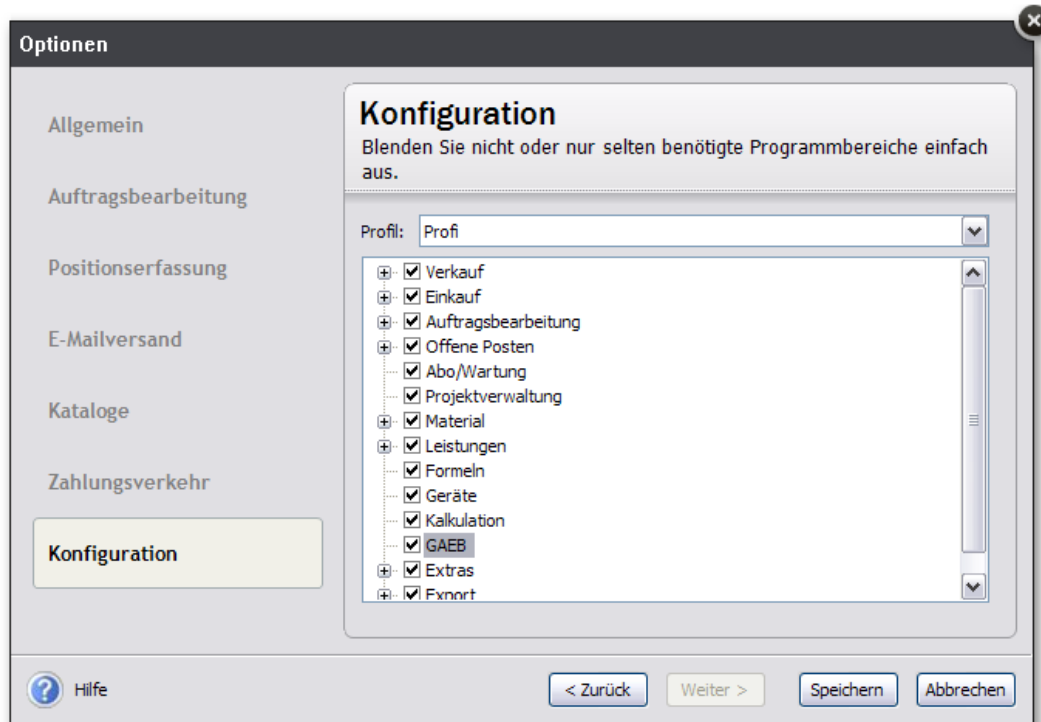 Optionen
Allgemein
Auftragsbearbeitung
Positionserfassung
E-Mailversand
Kataloge
Zahlungsverkehr
Konfiguration
Konfiguration
Blenden Sie nicht oder nur selten benötigte Programmbereiche einfach
aus.
Profil: Profi
Verkauf
Einkauf
Auftragsbearbeitung
Offene Posten
Abo/Wartung
Projektverwaltung
Material
Leistungen
Formeln
Geräte
Kalkulation
GAEB
Extras
Export
Hilfe
< Zurück
Weiter >
Speichern
Abbrechen